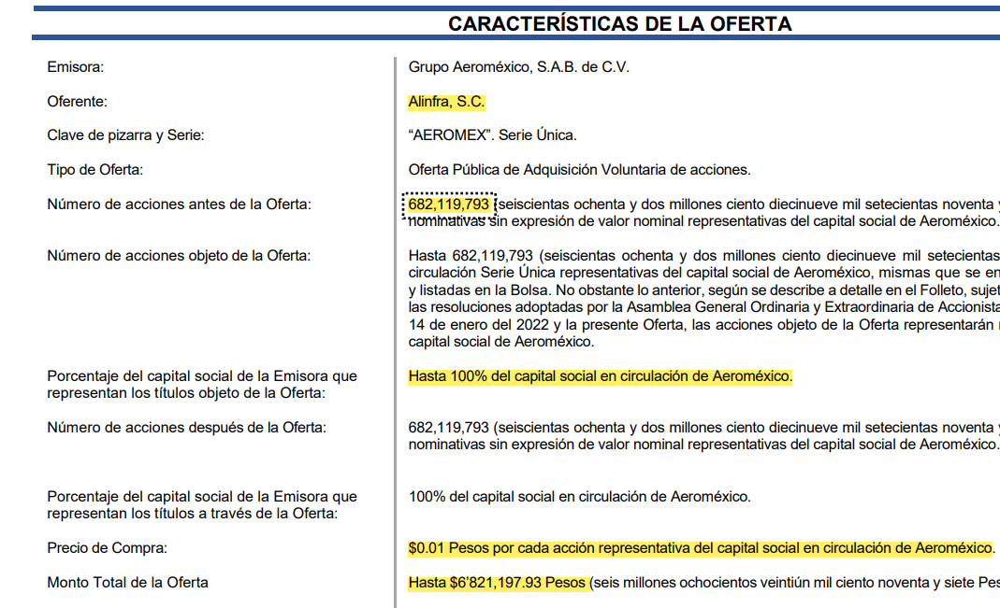 CARACTERÍSTICAS DE LA OFERTA
Emisora: Grupo Aeroméxico, S.A.B. de C.V.
Oferente: Alinfra, S.C.
Clave de pizarra y Serie: “AEROMEX”. Serie Única.
Tipo de Oferta: Oferta Pública de Adquisición Voluntaria de acciones.
Número de acciones antes de la Oferta: 682,119,793 (seiscientas ochenta y dos millones ciento diecinueve mil setecientas noventa y
nominativas sin expresión de valor nominal representativas del capital social de Aeroméxico.
Número de acciones objeto de la Oferta: Hasta 682,119,793 (seiscientas ochenta y dos millones ciento diecinueve mil setecientas
circulación Serie Única representativas del capital social de Aeroméxico, mismas que se en
y listadas en la Bolsa. No obstante lo anterior, según se describe a detalle en el Folleto, sujet
las resoluciones adoptadas por la Asamblea General Ordinaria y Extraordinaria de Accionista
14 de enero del 2022 y la presente Oferta, las acciones objeto de la Oferta representarán
capital social de Aeroméxico.
Porcentaje del capital social de la Emisora que Hasta 100% del capital social en circulación de Aeroméxico.
representan los títulos objeto de la Oferta:
Número de acciones después de la Oferta: 682,119,793 (seiscientas ochenta y dos millones ciento diecinueve mil setecientas noventa y
nominativas sin expresión de valor nominal representativas del capital social de Aeroméxico.
Porcentaje del capital social de la Emisora que 100% del capital social en circulación de Aeroméxico.
representan los títulos a través de la Oferta:
Precio de Compra: $0.01 Pesos por cada acción representativa del capital social en circulación de Aeroméxico.
Monto Total de la Oferta Hasta $6’821,197.93 Pesos (seis millones ochocientos veintiún mil ciento noventa y siete Pes